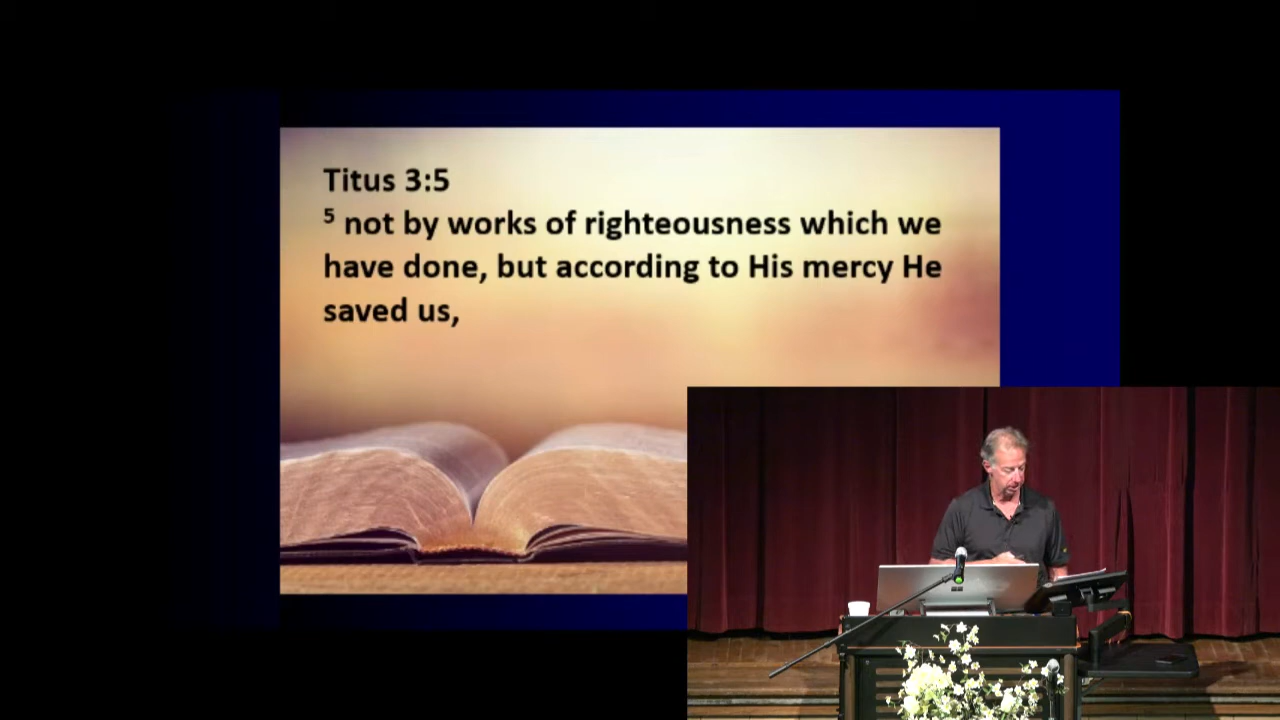 Titus 3:5
5 not by works of righteousness which we
have done, but according to His mercy He
saved us,